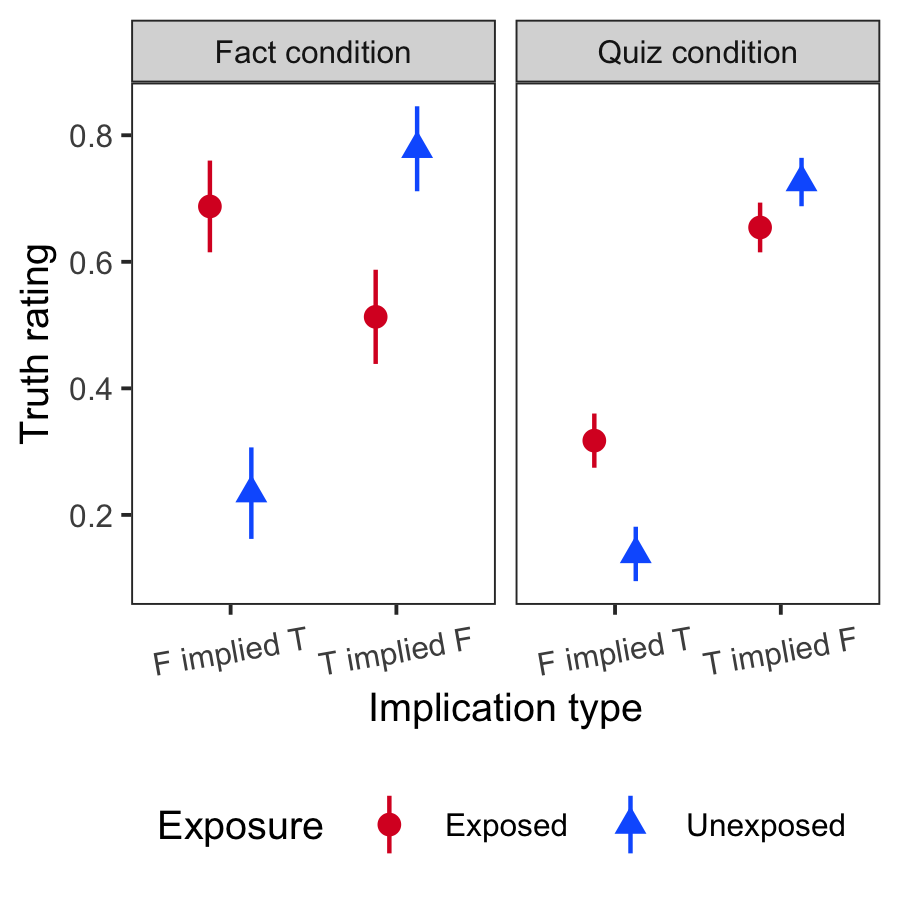 Fact condition
Quiz condition
Truth rating
0.8
0.6
0.4
0.2
F implied T
T implied F
F implied T
T implied F
Implication type
Exposure
Exposed
Unexposed